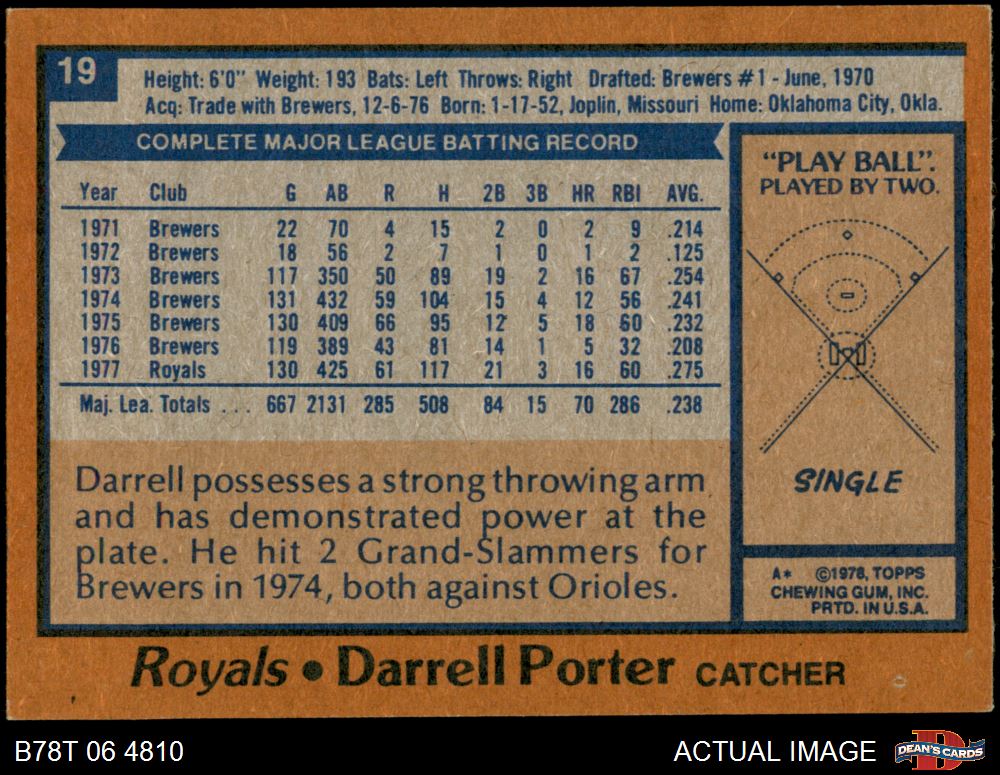 19
Height: 6'0" Weight: 193 Bats: Left Throws: Right Drafted: Brewers #1 - June, 1970
Acq: Trade with Brewers, 12-6-76 Born: 1-17-52, Joplin, Missouri Home: Oklahoma City, Okla.
COMPLETE MAJOR LEAGUE BATTING RECORD
Year Club G AB R H 2B 3B HR RBI AVG.
1971 Brewers 22 70 4 15 2 0 2 9 .214
1972 Brewers 18 56 2 7 1 0 1 2 .125
1973 Brewers 117 350 50 89 19 2 16 67 .254
1974 Brewers 131 432 59 104 15 4 12 56 .241
1975 Brewers 130 409 66 95 12 5 18 60 .232
1976 Brewers 119 389 43 81 14 1 5 32 .208
1977 Royals 130 425 61 117 21 3 16 60 .275
Maj. Lea. Totals . . . 667 2131 285 508 84 15 70 286 .238
Darrell possesses a strong throwing arm
and has demonstrated power at the
plate. He hit 2 Grand-Slammers for
Brewers in 1974, both against Orioles.
"PLAY BALL".
PLAYED BY TWO.
SINGLE
A* ©1978, TOPPS
CHEWING GUM, INC.
PRTD. IN U.S.A.
Royals • Darrell Porter CATCHER
B78T 06 4810
ACTUAL IMAGE
DEAN'S CARDS